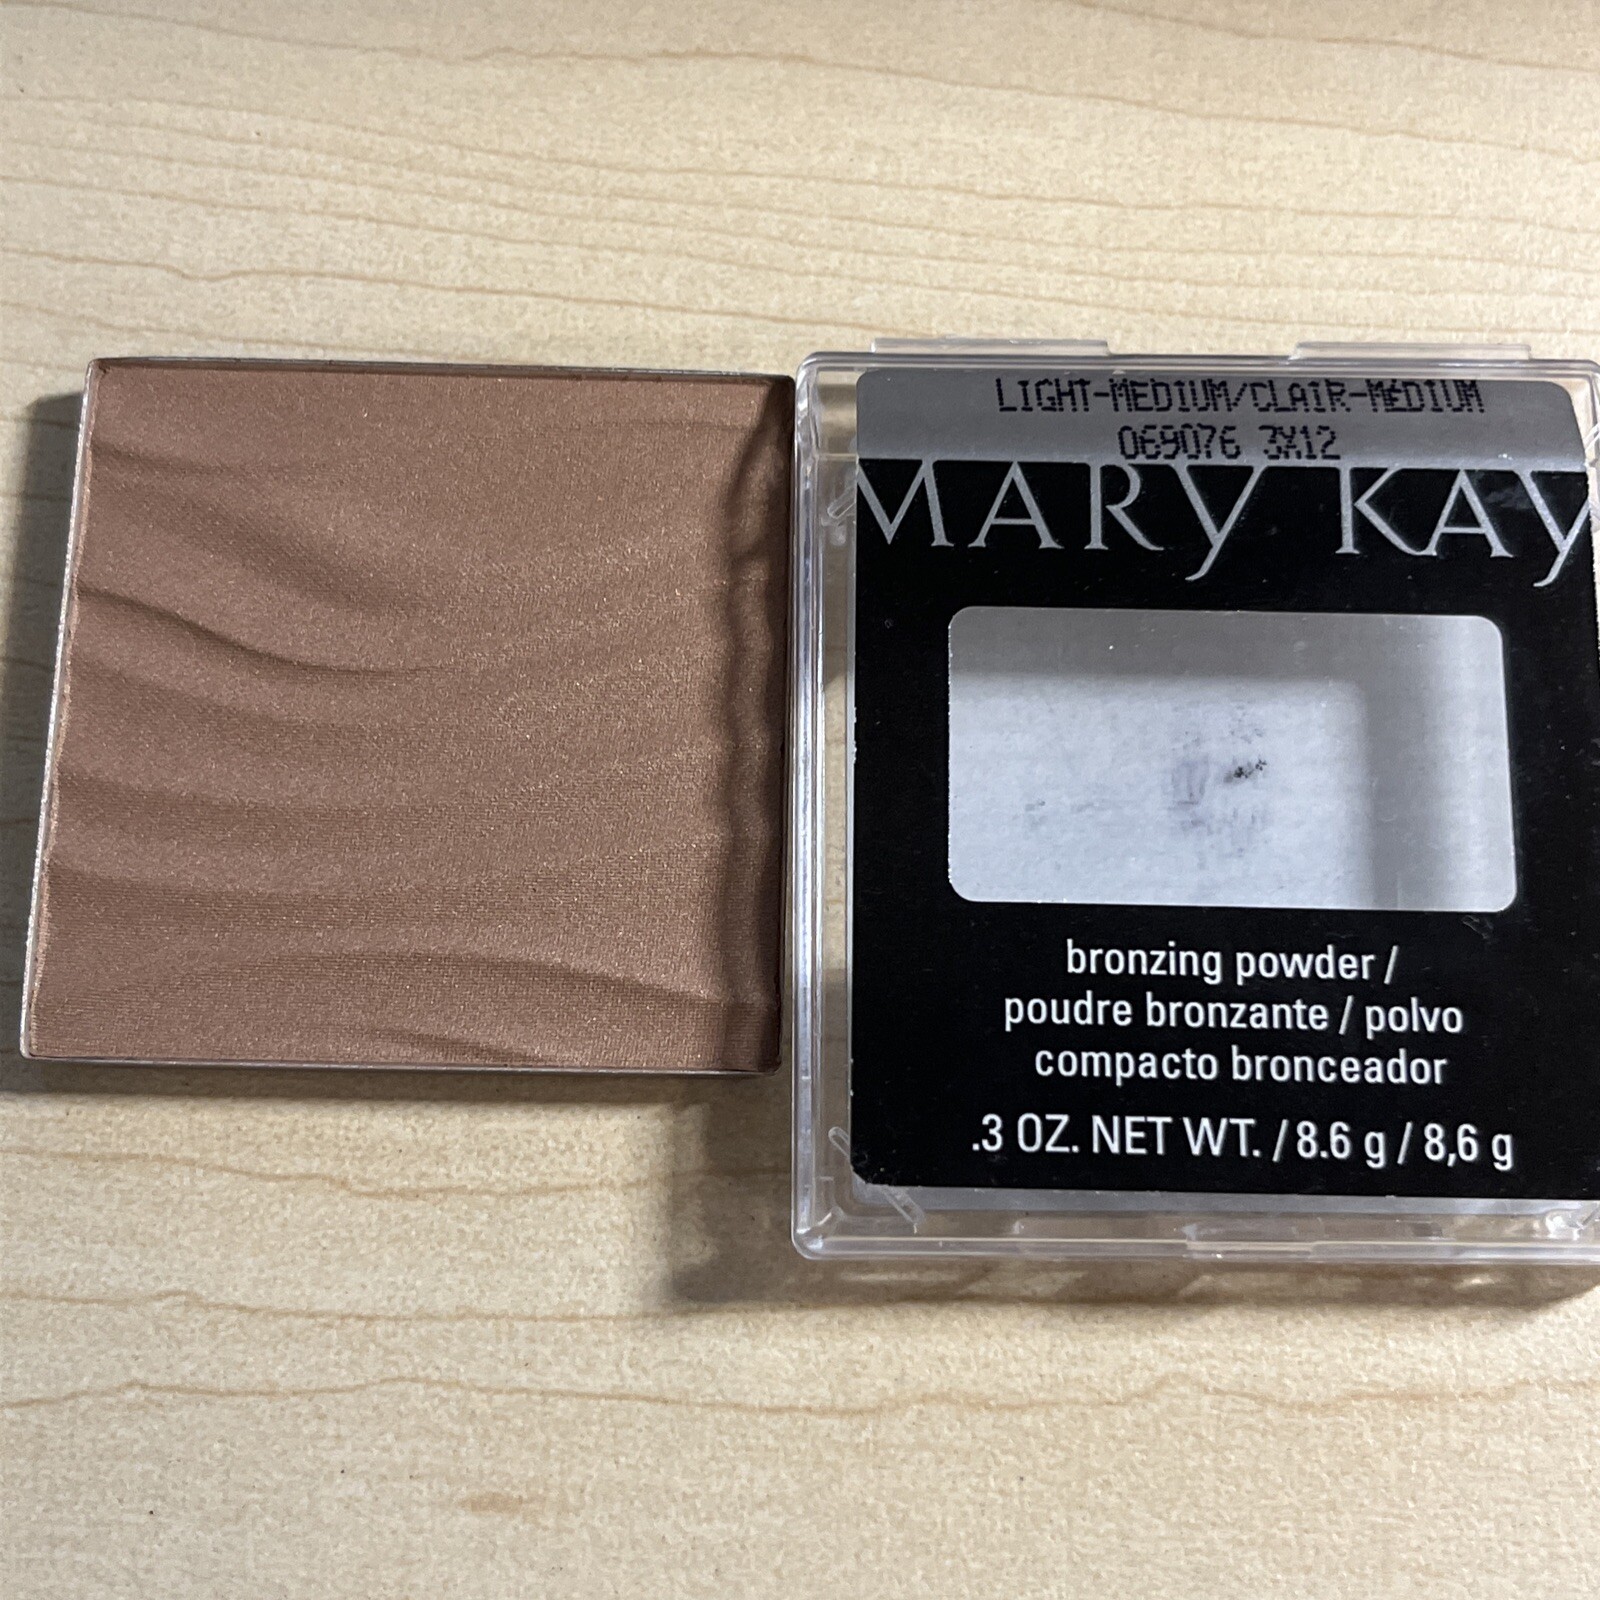 LIGHT-MEDIUM/CLAIR-MÉDIUM
069076 3X12
MARY KAY
bronzing powder /
poudre bronzante / polvo
compacto bronceador
.3 OZ. NET WT. / 8.6 g / 8,6 g